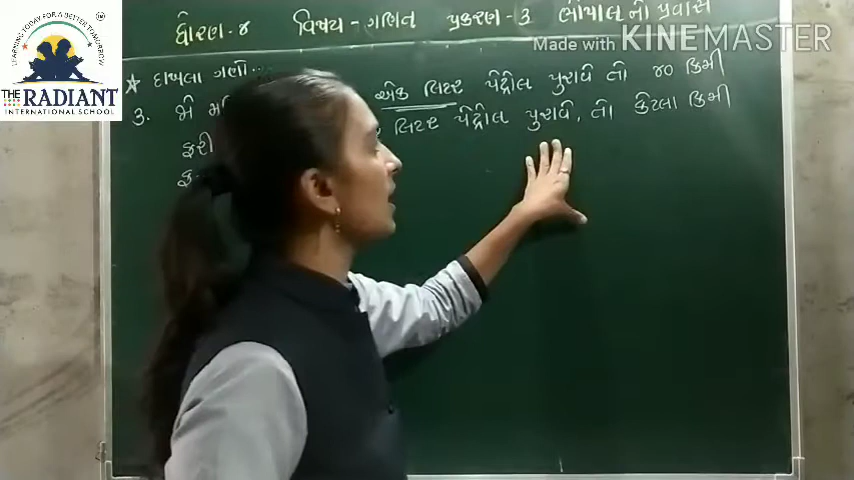 LEARNING TODAY FOR A BETTER TOMORROW
THE RADIANT
INTERNATIONAL SCHOOL
Made with KINEMASTER
ધોરણ - ૪ વિષય - ગણિત પ્રકરણ - ૩ ભોપાલનો પ્રવાસ
★ દાખલા ગણો...
૩. એક લિટર પેટ્રોલ પુરાવે તો ૪૦ કિમી
ફરી લિટર પેટ્રોલ પુરાવે, તો કેટલા કિમી